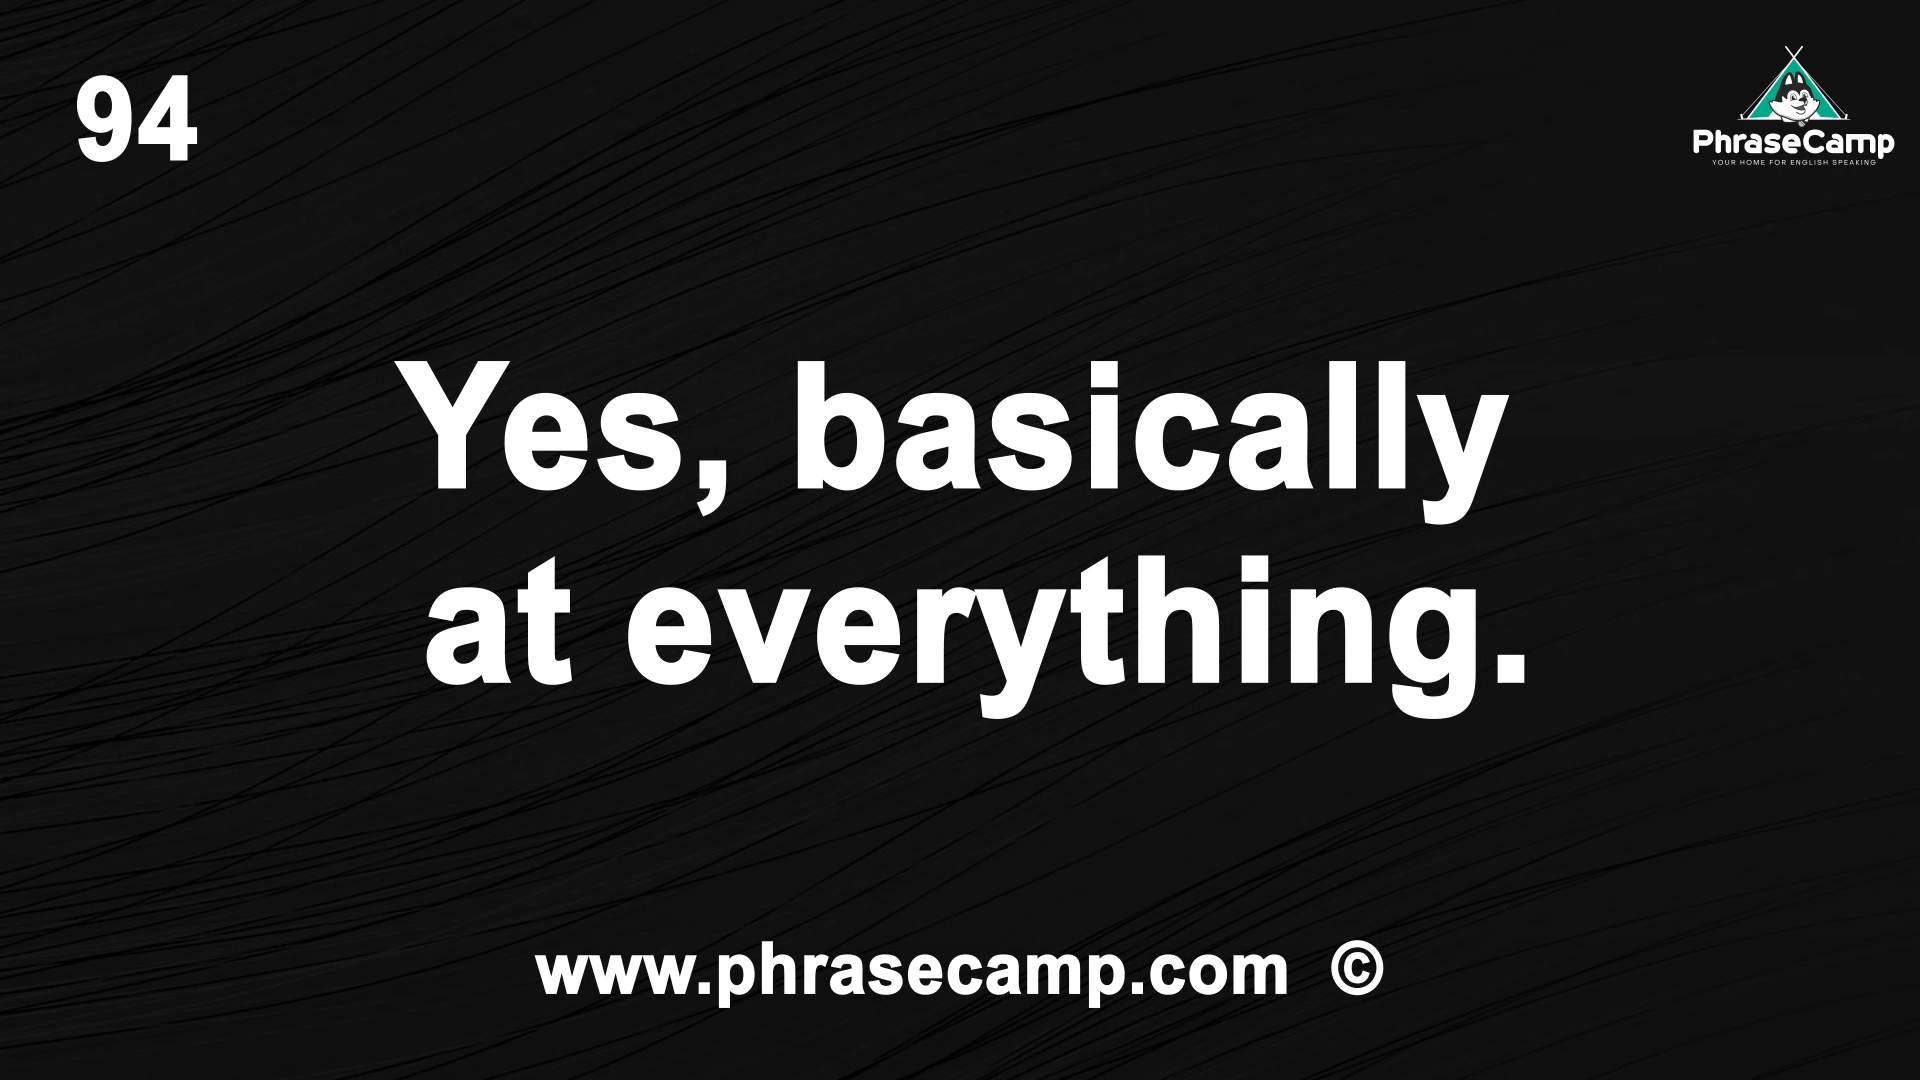 94
PhraseCamp
YOUR HOME FOR ENGLISH SPEAKING
Yes, basically
at everything.
www.phrasecamp.com ©